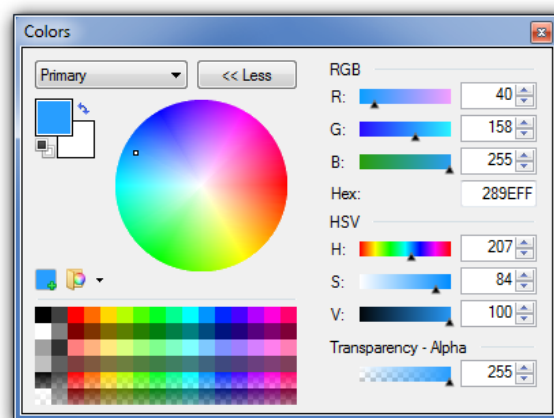 Colors
Primary
<< Less
RGB
R: 40
G: 158
B: 255
Hex: 289EFF
HSV
H: 207
S: 84
V: 100
Transparency - Alpha
255